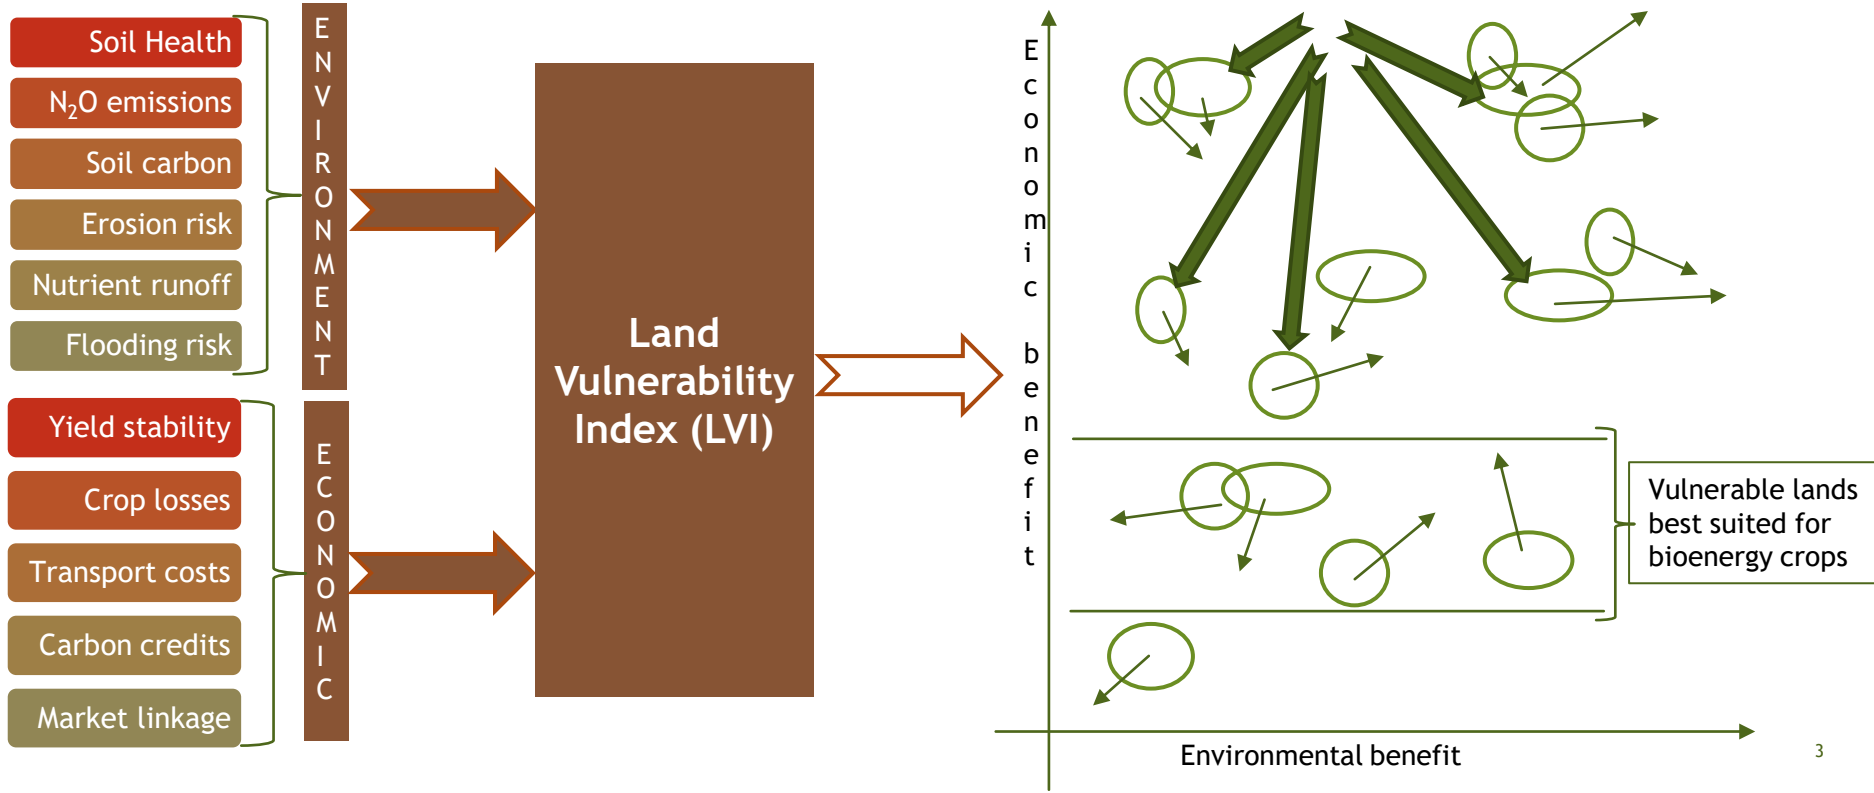 Soil Health
N₂O emissions
Soil carbon
Erosion risk
Nutrient runoff
Flooding risk
ENVIRONMENT
Yield stability
Crop losses
Transport costs
Carbon credits
Market linkage
ECONOMIC
Land
Vulnerability
Index (LVI)
Economic benefit
Vulnerable lands
best suited for
bioenergy crops
Environmental benefit
3